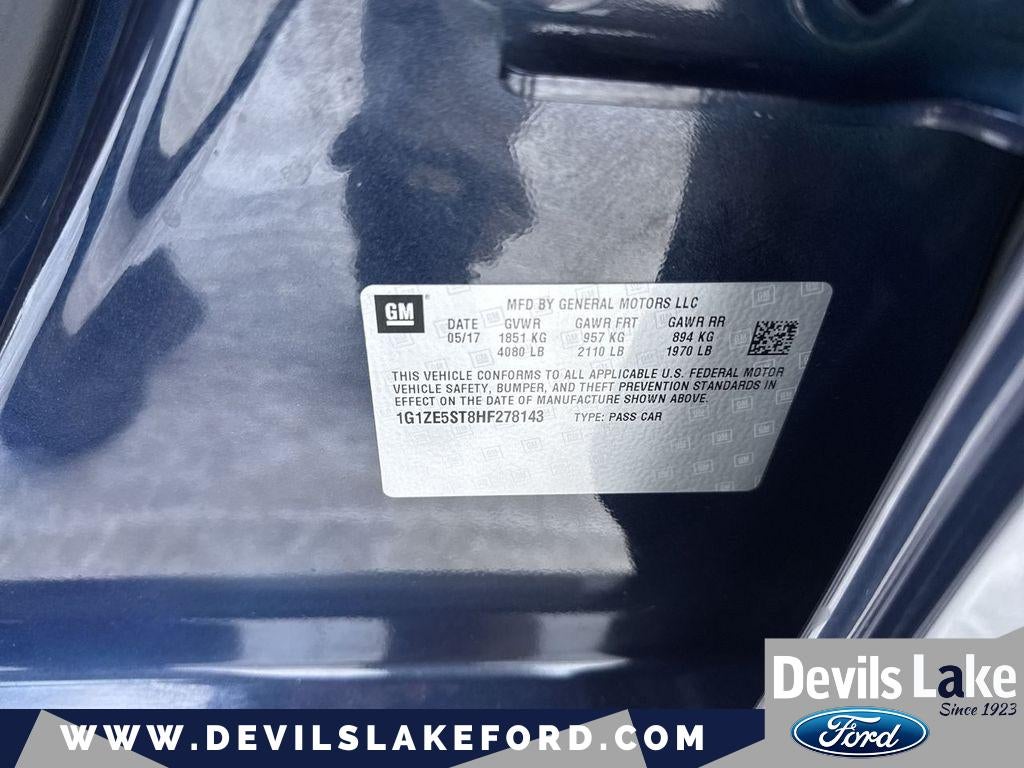 GM
MFD BY GENERAL MOTORS LLC
DATE GVWR GAWR FRT GAWR RR
05/17 1851 KG 957 KG 894 KG
4080 LB 2110 LB 1970 LB
THIS VEHICLE CONFORMS TO ALL APPLICABLE U.S. FEDERAL MOTOR
VEHICLE SAFETY, BUMPER, AND THEFT PREVENTION STANDARDS IN
EFFECT ON THE DATE OF MANUFACTURE SHOWN ABOVE.
1G1ZE5ST8HF278143 TYPE: PASS CAR
Devils Lake
Since 1923
Ford
WWW.DEVILSLAKEFORD.COM